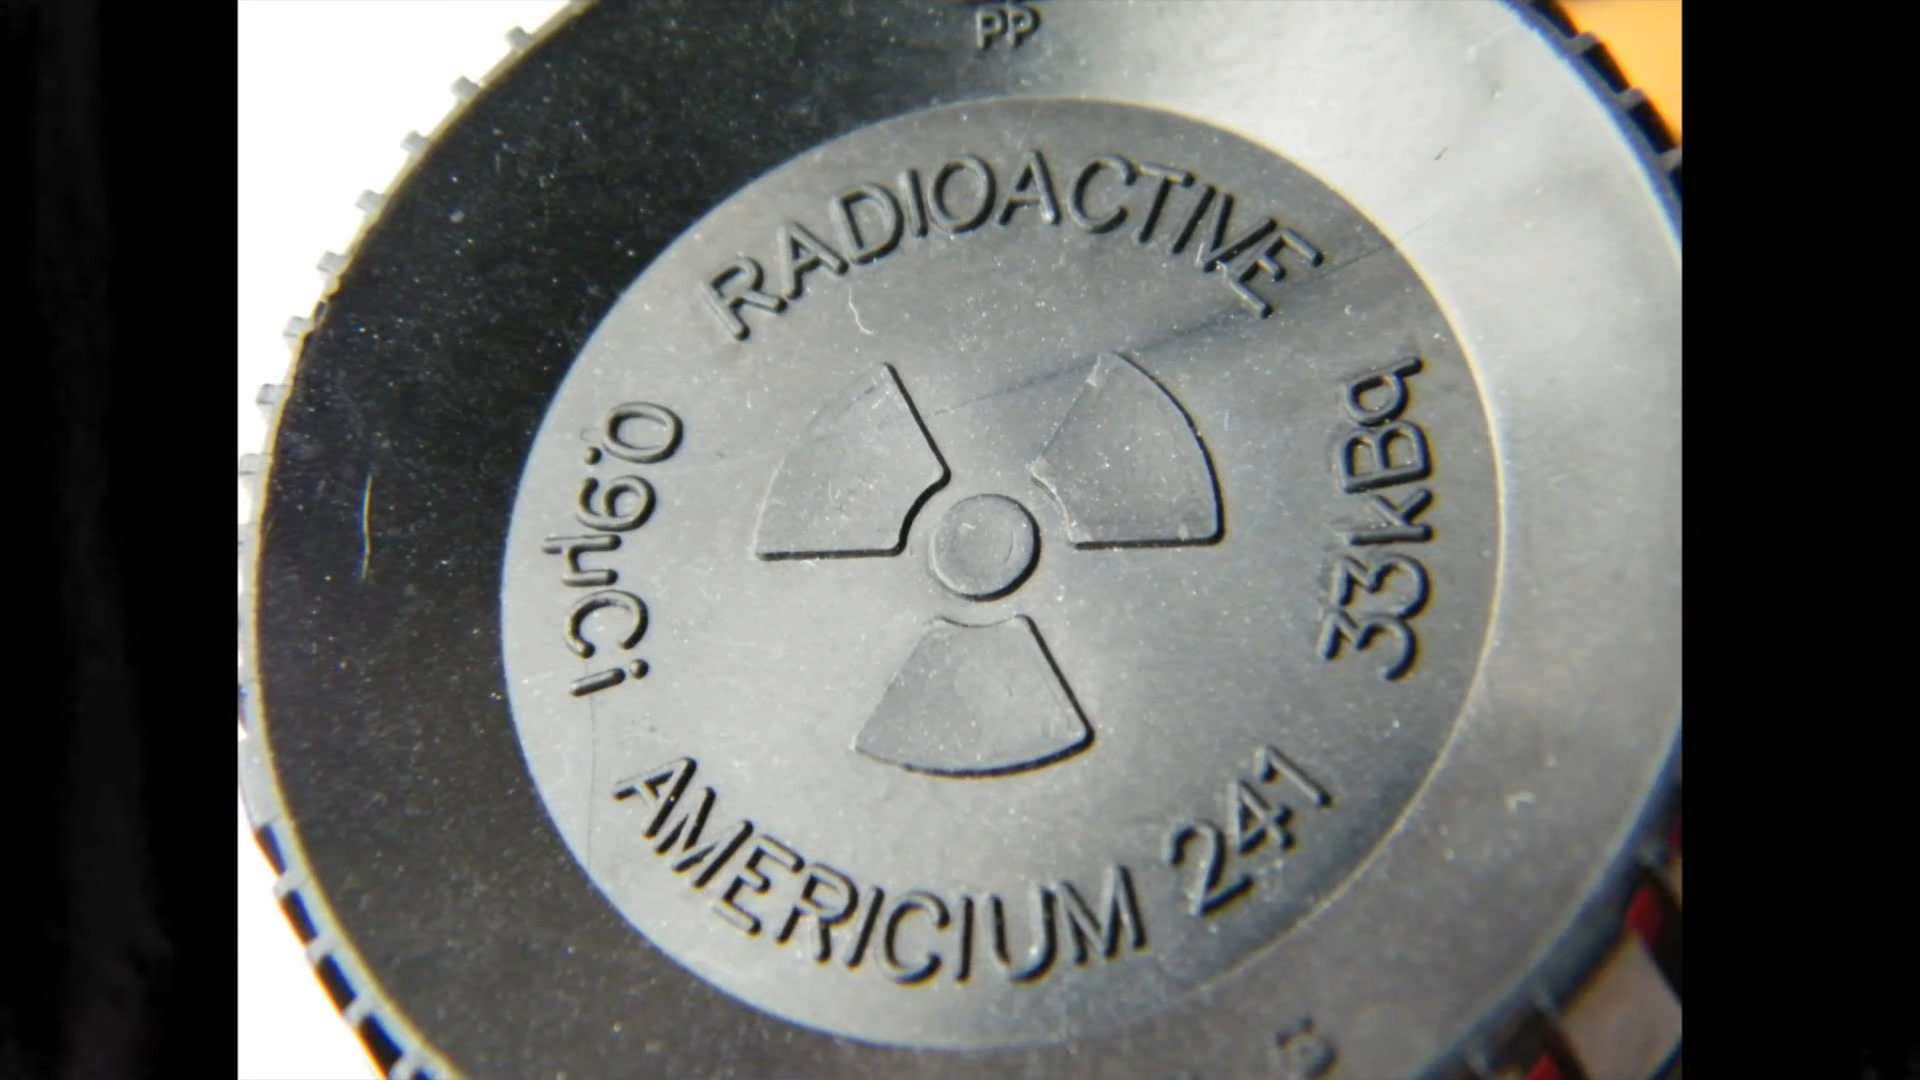 PP
RADIOACTIVE
0.9µCi
33kBq
AMERICIUM 241